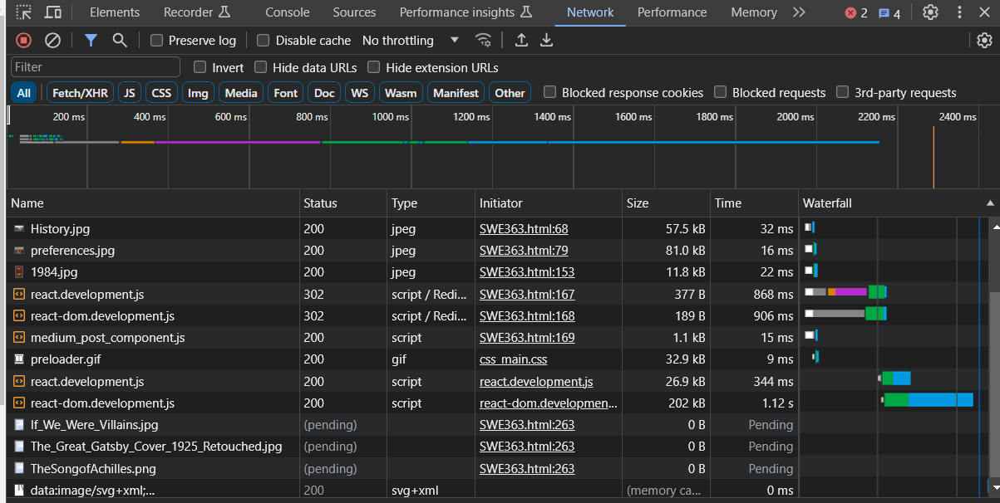 Elements Recorder Console Sources Performance insights Network Performance Memory 2 4
Preserve log Disable cache No throttling
Filter Invert Hide data URLs Hide extension URLs
All Fetch/XHR JS CSS Img Media Font Doc WS Wasm Manifest Other Blocked response cookies Blocked requests 3rd-party requests
200 ms 400 ms 600 ms 800 ms 1000 ms 1200 ms 1400 ms 1600 ms 1800 ms 2000 ms 2200 ms 2400 ms
Name Status Type Initiator Size Time Waterfall
History.jpg 200 jpeg SWE363.html:68 57.5 kB 32 ms
preferences.jpg 200 jpeg SWE363.html:79 81.0 kB 16 ms
1984.jpg 200 jpeg SWE363.html:153 11.8 kB 22 ms
react.development.js 302 script / Redi... SWE363.html:167 377 B 868 ms
react-dom.development.js 302 script / Redi... SWE363.html:168 189 B 906 ms
medium_post_component.js 200 script SWE363.html:169 1.1 kB 15 ms
preloader.gif 200 gif css_main.css 32.9 kB 9 ms
react.development.js 200 script react.development.js 26.9 kB 344 ms
react-dom.development.js 200 script react-dom.developmen... 202 kB 1.12 s
If_We_Were_Villains.jpg (pending) SWE363.html:263 0 B Pending
The_Great_Gatsby_Cover_1925_Retouched.jpg (pending) SWE363.html:263 0 B Pending
TheSongofAchilles.png (pending) SWE363.html:263 0 B Pending
data:image/svg+xml;... 200 svg+xml (memory ca... 0 ms